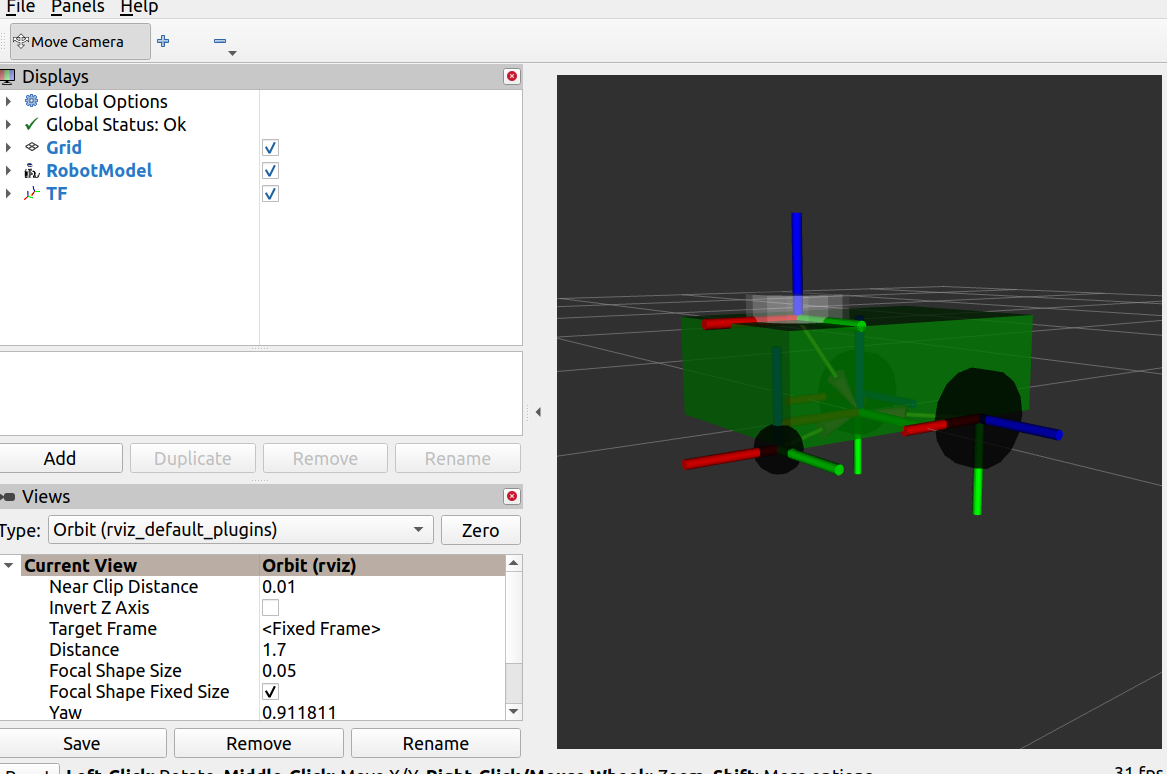 File Panels Help
Move Camera
Displays
Global Options
Global Status: Ok
Grid
RobotModel
TF
Add Duplicate Remove Rename
Views
Type: Orbit (rviz_default_plugins) Zero
Current View Orbit (rviz)
Near Clip Distance 0.01
Invert Z Axis
Target Frame <Fixed Frame>
Distance 1.7
Focal Shape Size 0.05
Focal Shape Fixed Size
Yaw 0.911811
Save Remove Rename
Left-Click: Rotate. Middle-Click: Move X/Y. Right-Click/Mouse Wheel: Zoom. Shift: More options. 31 fps